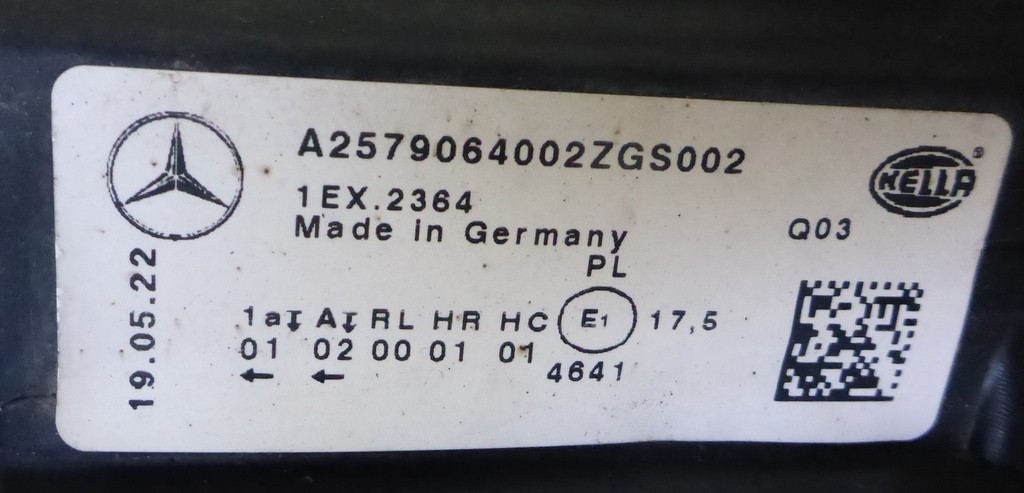 A2579064002ZGS002
HELLA®
1EX.2364
Made in Germany
Q03
PL
19.05.22
1a↧ A↧ RL HR HC E1 17,5
01 02 00 01 01
← ← 4641